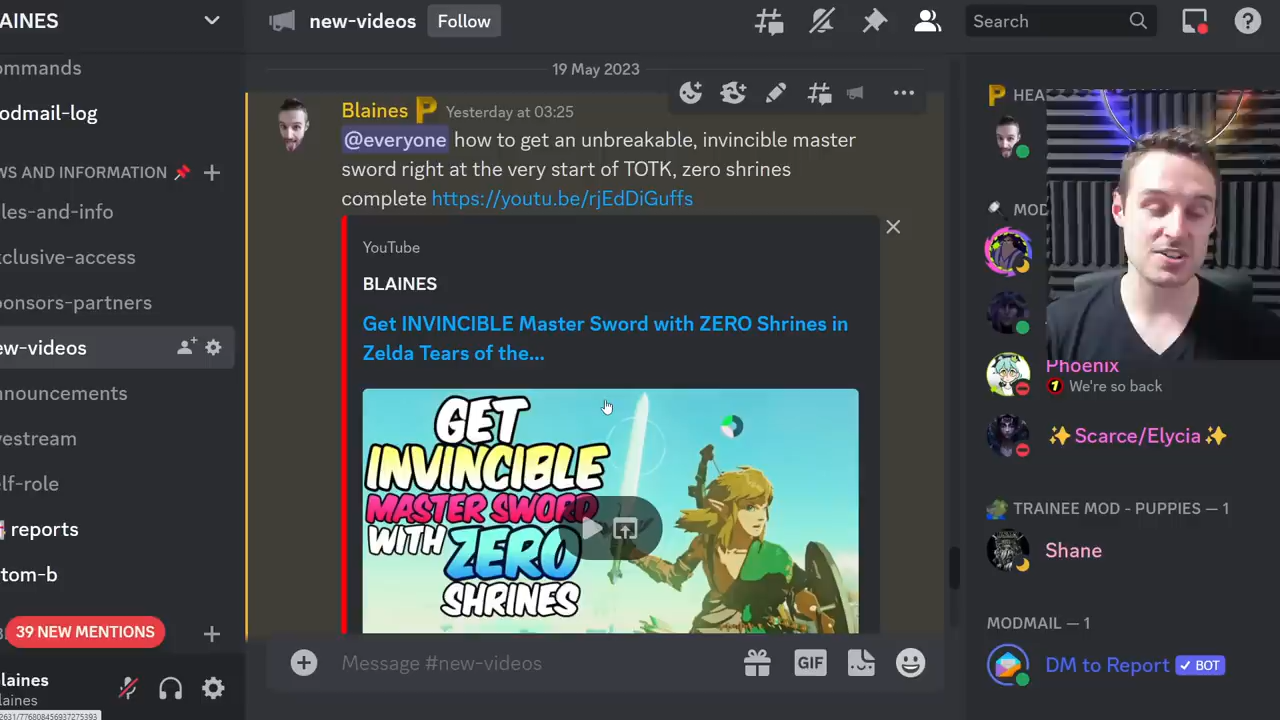 AINES
ommands
odmail-log
WS AND INFORMATION
les-and-info
clusive-access
onsors-partners
ew-videos
nnouncements
vestream
lf-role
reports
tom-b
39 NEW MENTIONS
laines
laines
2631/776808456937275393
new-videos
Follow
Search
19 May 2023
Blaines P Yesterday at 03:25
@everyone how to get an unbreakable, invincible master
sword right at the very start of TOTK, zero shrines
complete https://youtu.be/rjEdDiGuffs
YouTube
BLAINES
Get INVINCIBLE Master Sword with ZERO Shrines in
Zelda Tears of the...
GET
INVINCIBLE
MASTER SWORD
WITH ZERO
SHRINES
Message #new-videos
GIF
P HEA
MOD
Phoenix
1 We're so back
✨Scarce/Elycia✨
TRAINEE MOD - PUPPIES — 1
Shane
MODMAIL — 1
DM to Report ✓ BOT